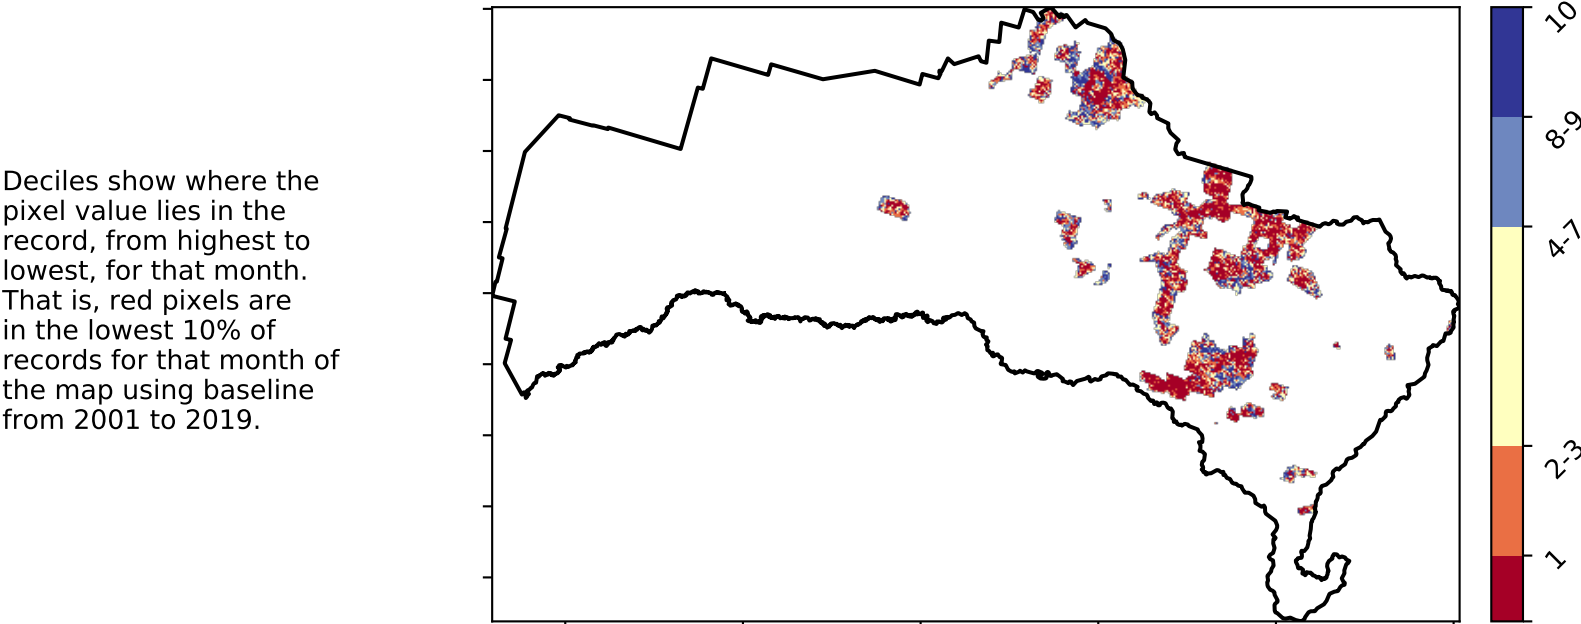 Deciles show where the
pixel value lies in the
record, from highest to
lowest, for that month.
That is, red pixels are
in the lowest 10% of
records for that month of
the map using baseline
from 2001 to 2019.
10
8-9
4-7
2-3
1